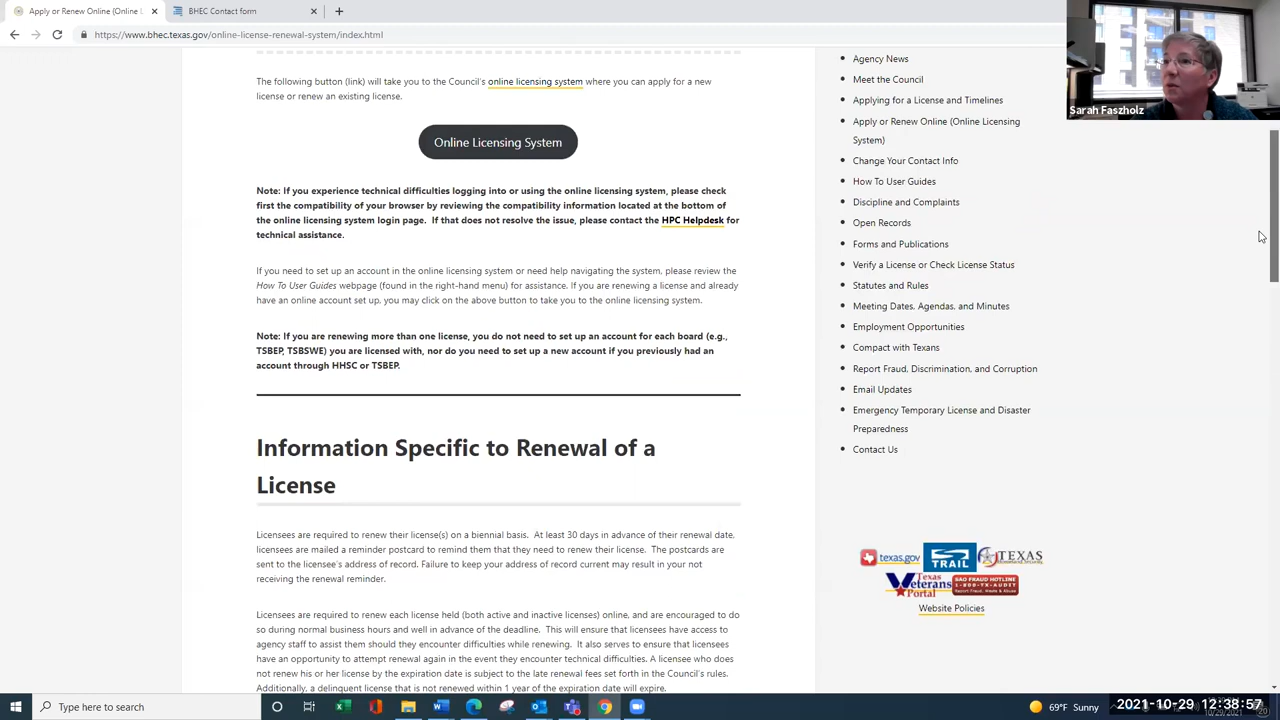 Apply or Renew Online (Online L
BHEC Contact form
https://www.bhec.texas.gov/online-license-renewal-system/index.html
Sarah Faszholz
The following button (link) will take you to the Council's online licensing system where you can apply for a new
license or renew an existing license.
Online Licensing System
Note: If you experience technical difficulties logging into or using the online licensing system, please check
first the compatibility of your browser by reviewing the compatibility information located at the bottom of
the online licensing system login page. If that does not resolve the issue, please contact the HPC Helpdesk for
technical assistance.
If you need to set up an account in the online licensing system or need help navigating the system, please review the
How To User Guides webpage (found in the right-hand menu) for assistance. If you are renewing a license and already
have an online account set up, you may click on the above button to take you to the online licensing system.
Note: If you are renewing more than one license, you do not need to set up an account for each board (e.g.,
TSBEP, TSBSWE) you are licensed with, nor do you need to set up a new account if you previously had an
account through HHSC or TSBEP.
Information Specific to Renewal of a
License
Licensees are required to renew their license(s) on a biennial basis. At least 30 days in advance of their renewal date,
licensees are mailed a reminder postcard to remind them that they need to renew their license. The postcards are
sent to the licensee's address of record. Failure to keep your address of record current may result in your not
receiving the renewal reminder.
Licensees are required to renew each license held (both active and inactive licenses) online, and are encouraged to do
so during normal business hours and well in advance of the deadline. This will ensure that licensees have access to
agency staff to assist them should they encounter difficulties while renewing. It also serves to ensure that licensees
have an opportunity to attempt renewal again in the event they encounter technical difficulties. A licensee who does
not renew his or her license by the expiration date is subject to the late renewal fees set forth in the Council's rules.
Additionally, a delinquent license that is not renewed within 1 year of the expiration date will expire.
Agency News
Meet the Council
Applying for a License and Timelines
Apply or Renew Online (Online Licensing
System)
Change Your Contact Info
How To User Guides
Discipline and Complaints
Open Records
Forms and Publications
Verify a License or Check License Status
Statutes and Rules
Meeting Dates, Agendas, and Minutes
Employment Opportunities
Compact with Texans
Report Fraud, Discrimination, and Corruption
Email Updates
Emergency Temporary License and Disaster
Preparedness
Contact Us
texas.gov
TRAIL
TEXAS
Texas
Veterans
Portal
SAO FRAUD HOTLINE
1-800-TX-AUDIT
Report Fraud, Waste & Abuse
Website Policies
Type here to search
69°F Sunny
2021-10-29 12:38:57